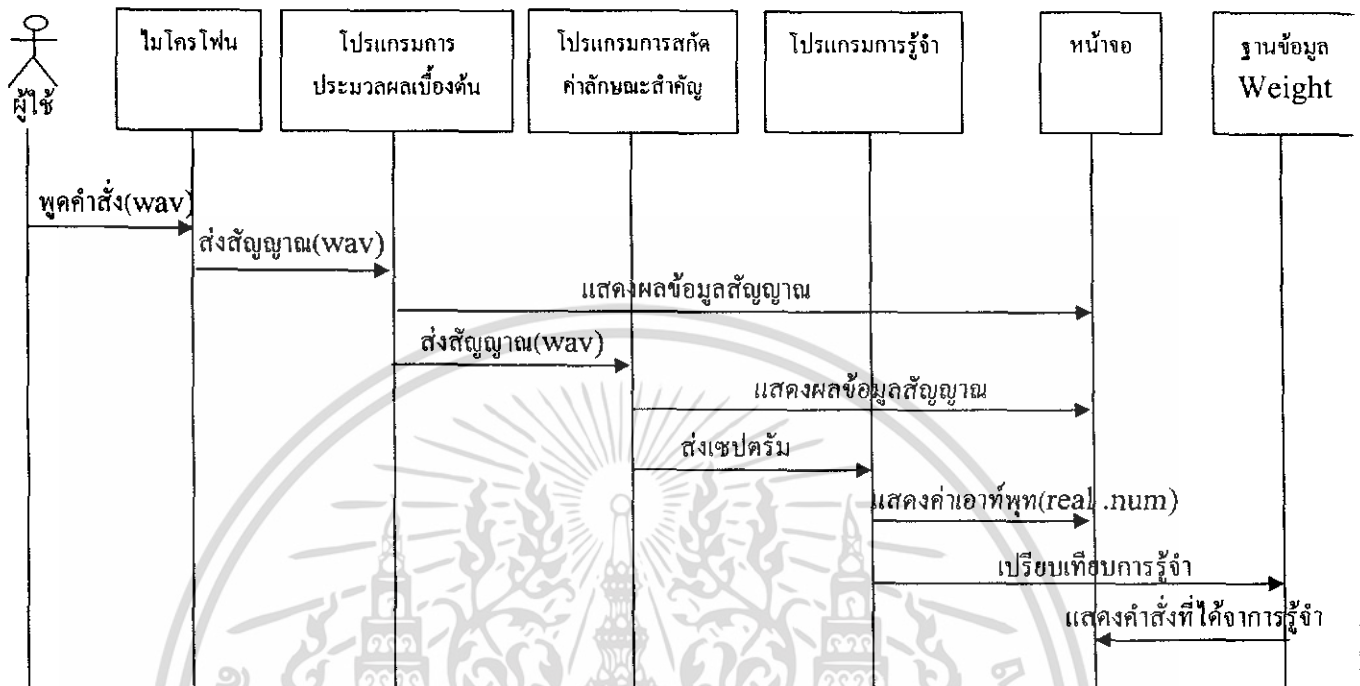 ผู้ใช้
ไมโครโฟน
โปรแกรมการ
ประมวลผลเบื้องต้น
โปรแกรมการสกัด
ค่าลักษณะสำคัญ
โปรแกรมการรู้จำ
หน้าจอ
ฐานข้อมูล
Weight
พูดคำสั่ง(wav)
ส่งสัญญาณ(wav)
แสดงผลข้อมูลสัญญาณ
ส่งสัญญาณ(wav)
แสดงผลข้อมูลสัญญาณ
ส่งเซปตรัม
แสดงค่าเอาท์พุท(real .num)
เปรียบเทียบการรู้จำ
แสดงคำสั่งที่ได้จาการรู้จำ